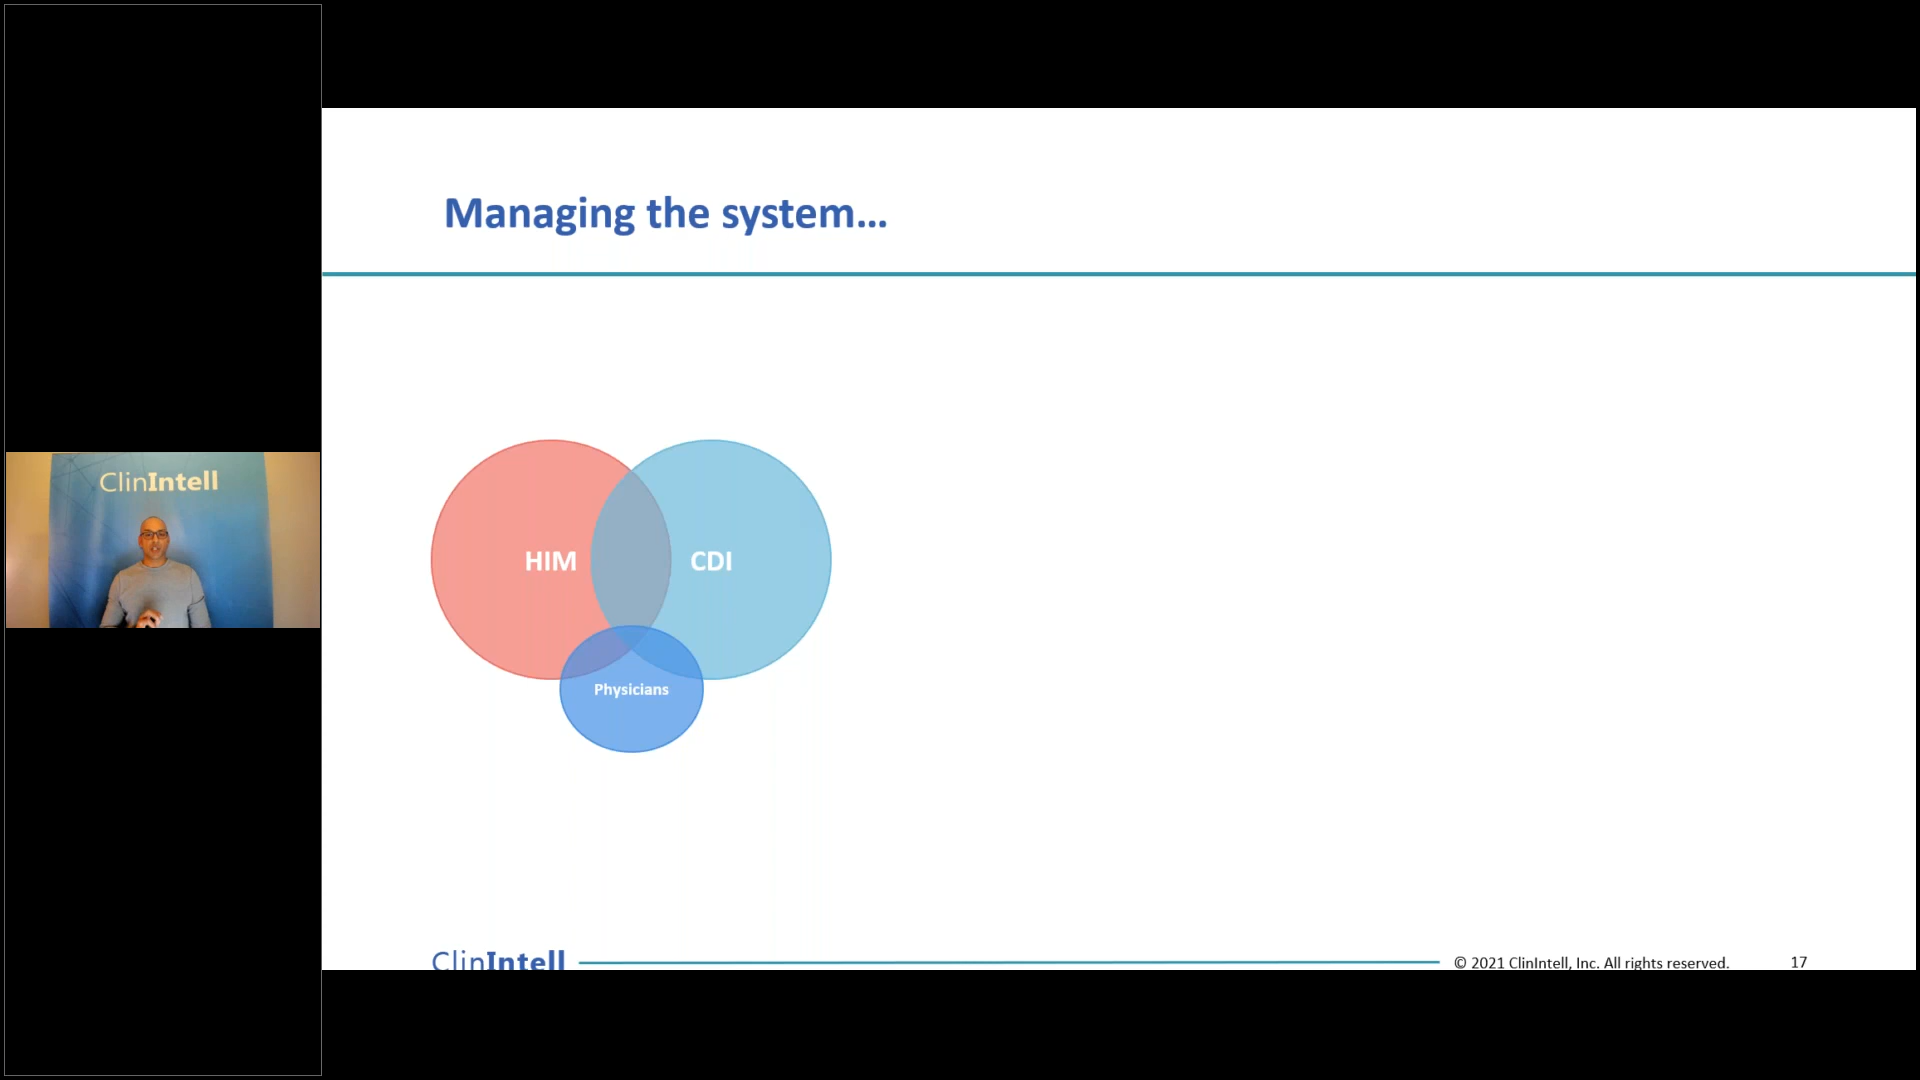 ClinIntell
Managing the system...
HIM
CDI
Physicians
ClinIntell
© 2021 ClinIntell, Inc. All rights reserved.
17